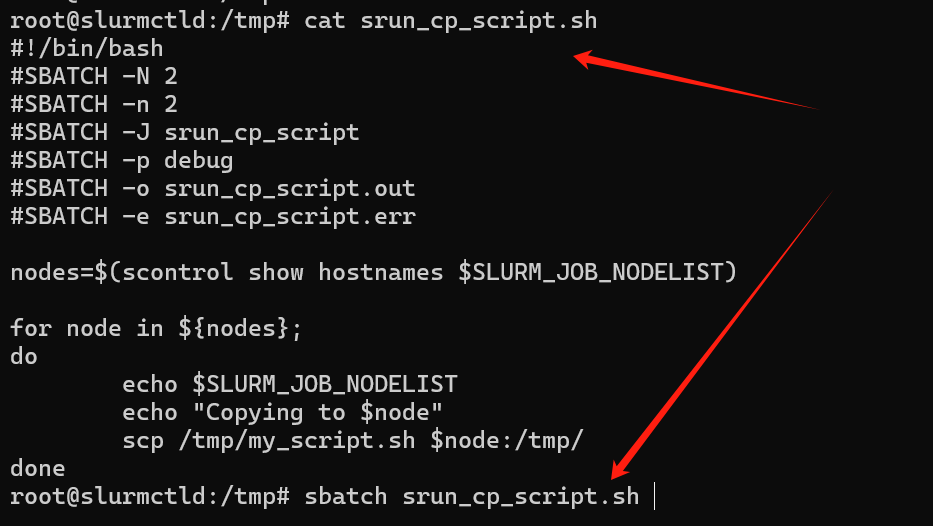 root@slurmctld:/tmp# cat srun_cp_script.sh
#!/bin/bash
#SBATCH -N 2
#SBATCH -n 2
#SBATCH -J srun_cp_script
#SBATCH -p debug
#SBATCH -o srun_cp_script.out
#SBATCH -e srun_cp_script.err
nodes=$(scontrol show hostnames $SLURM_JOB_NODELIST)
for node in ${nodes};
do
        echo $SLURM_JOB_NODELIST
        echo "Copying to $node"
        scp /tmp/my_script.sh $node:/tmp/
done
root@slurmctld:/tmp# sbatch srun_cp_script.sh